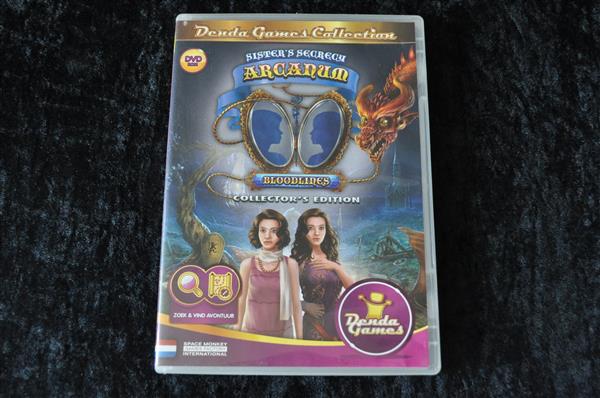 Denda Games Collection
DVD
SISTER'S SECRECY
ARCANUM
BLOODLINES
COLLECTOR'S EDITION
ZOEK & VIND AVONTUUR
Denda
Games
SPACE MONKEY
INTERNATIONAL